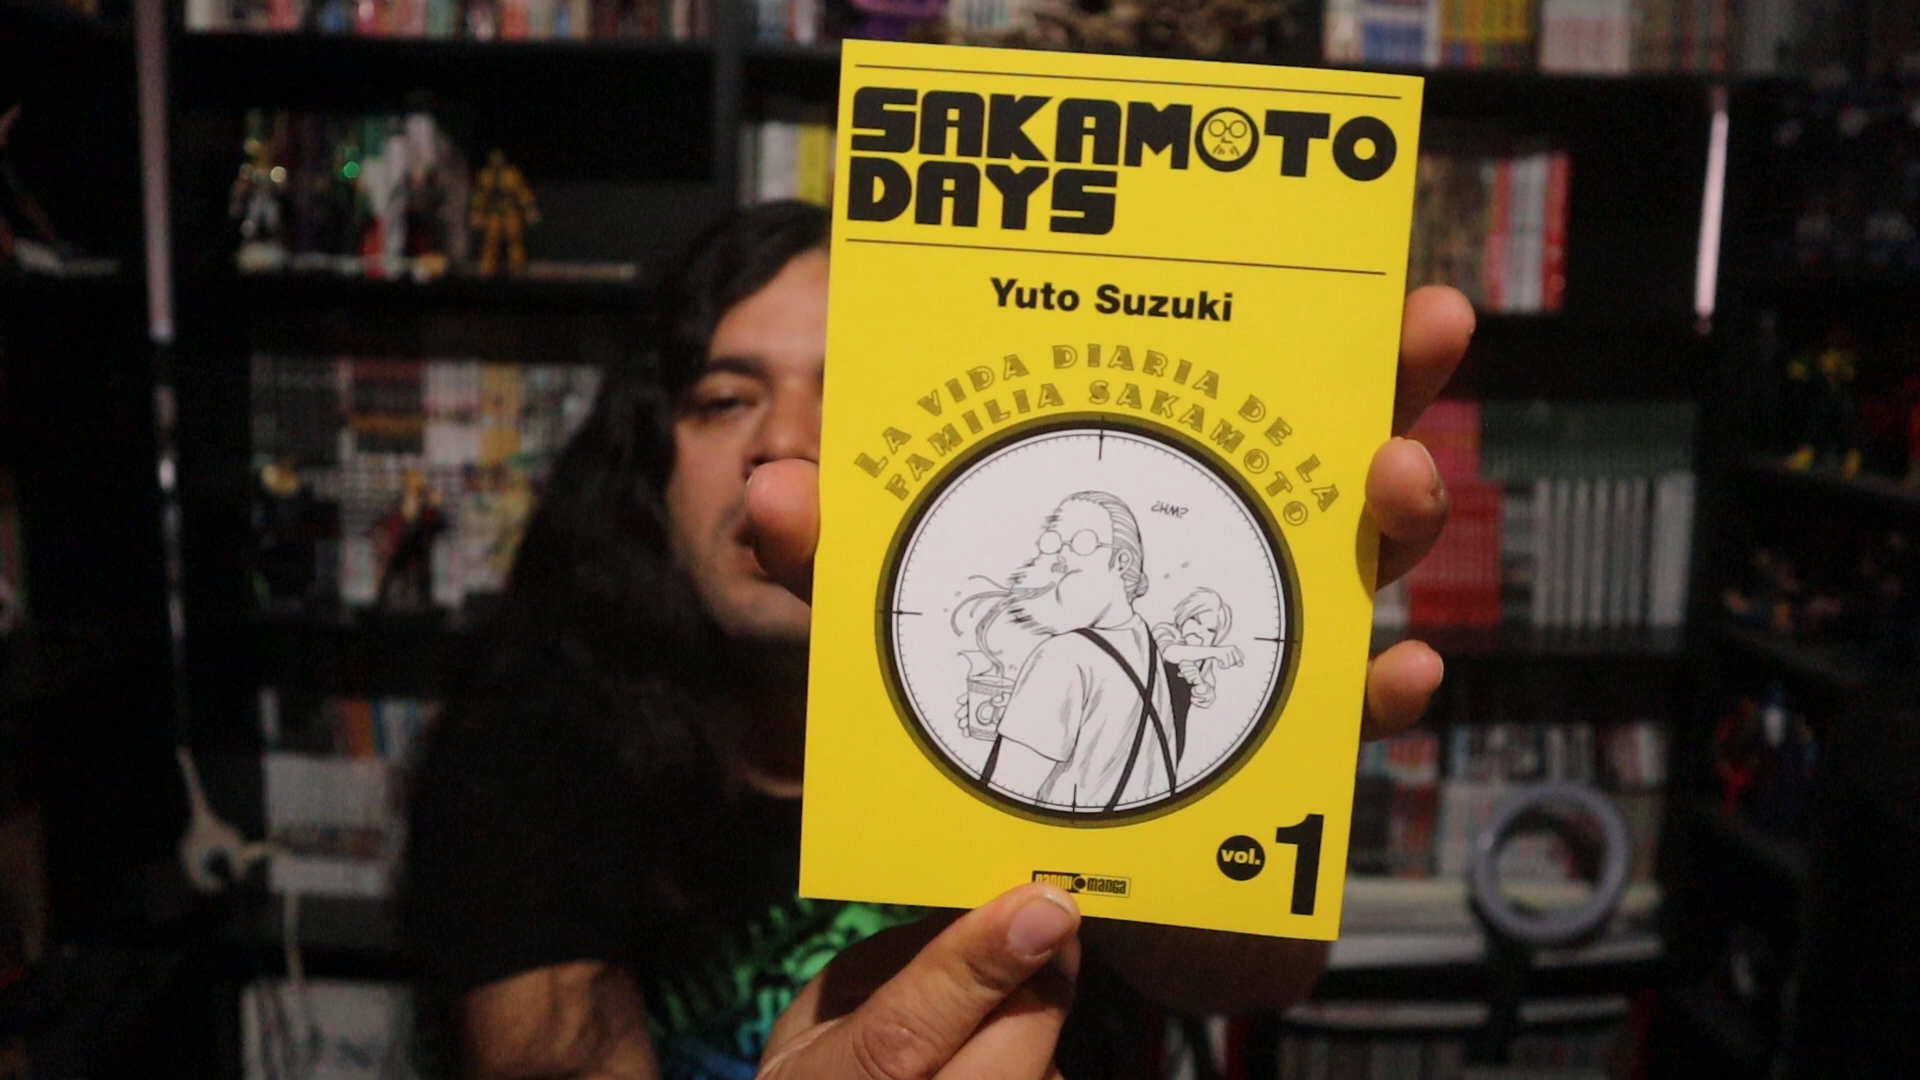 SAKAMOTO
DAYS
Yuto Suzuki
LA VIDA DIARIA DE LA
FAMILIA SAKAMOTO
¿HM?
vol. 1
panini manga